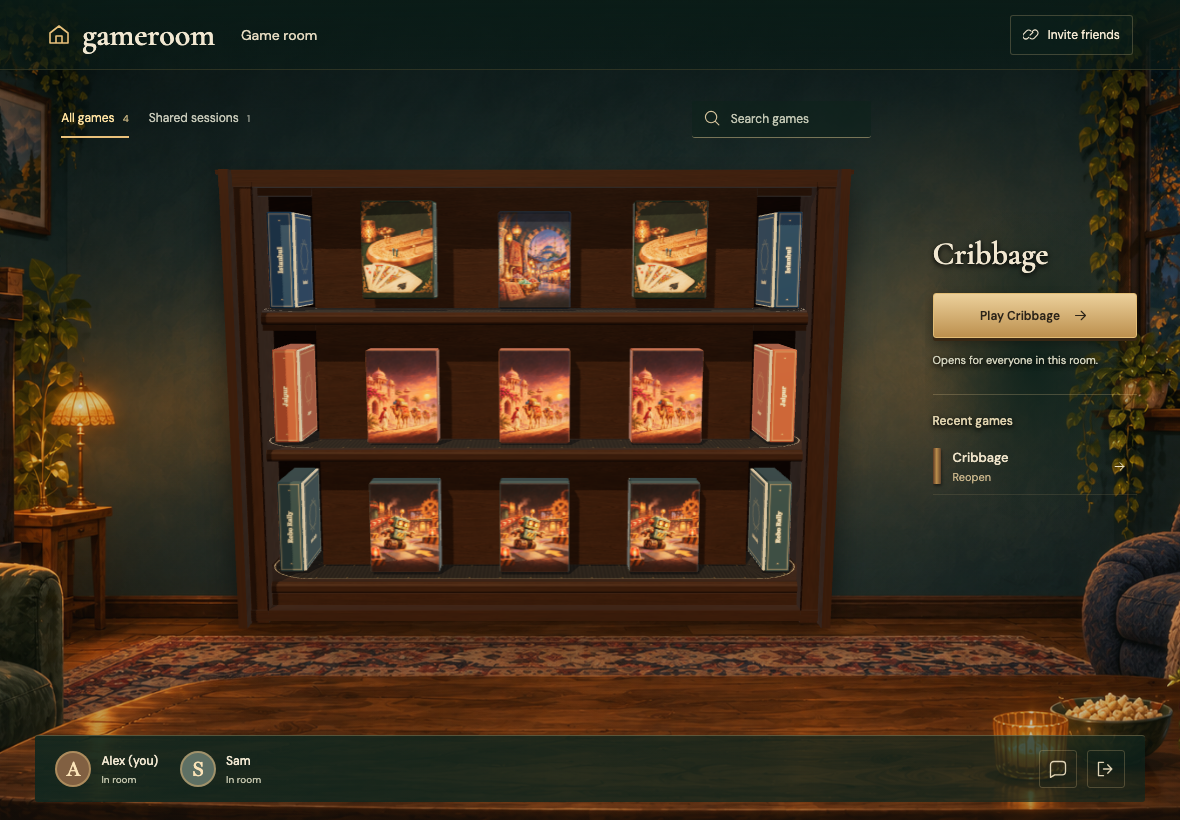 gameroom
Game room
Invite friends
All games 4
Shared sessions 1
Search games
Istanbul
Istanbul
Jaipur
Jaipur
Robo Rally
Robo Rally
Cribbage
Play Cribbage
Opens for everyone in this room.
Recent games
Cribbage
Reopen
A
Alex (you)
In room
S
Sam
In room